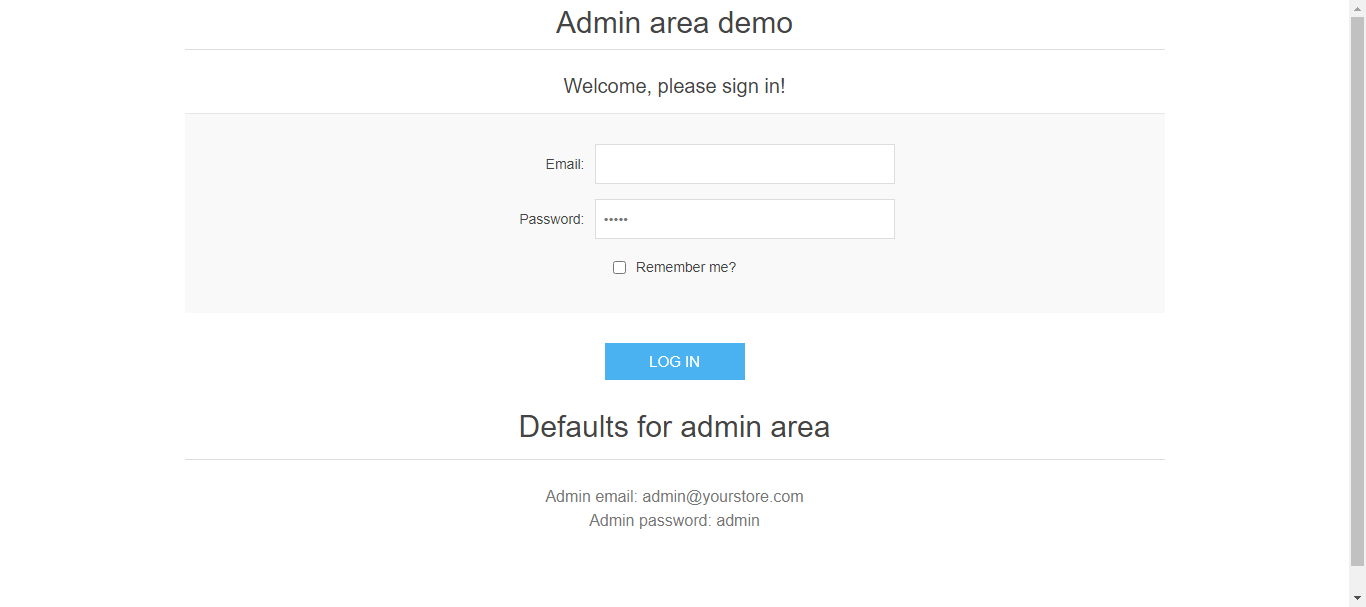 Admin area demo
Welcome, please sign in!
Email:
Password: •••••
Remember me?
LOG IN
Defaults for admin area
Admin email: admin@yourstore.com
Admin password: admin